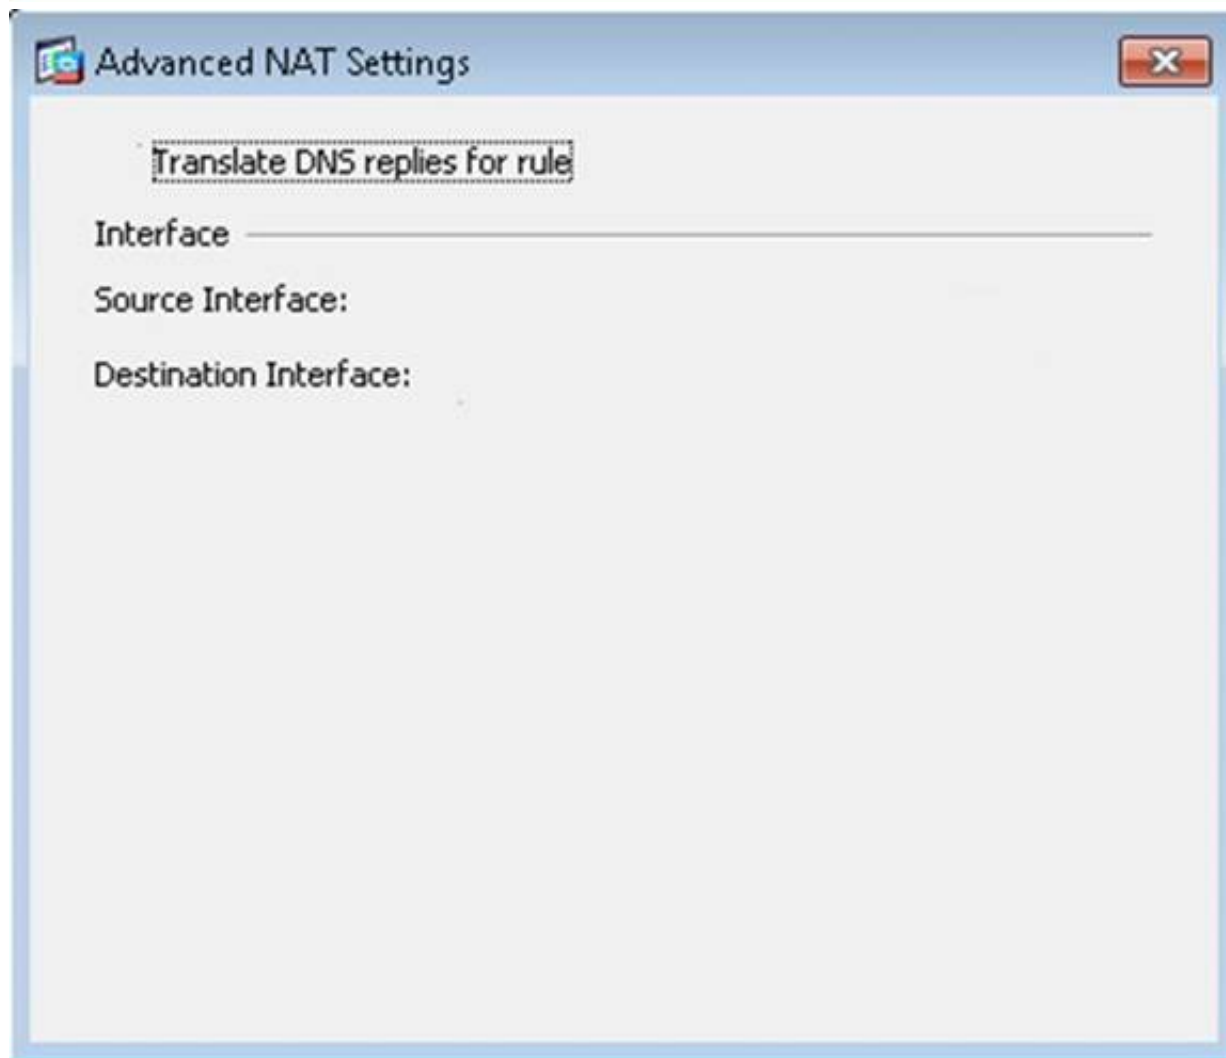 Advanced NAT Settings
Translate DNS replies for rule
Interface
Source Interface:
Destination Interface: